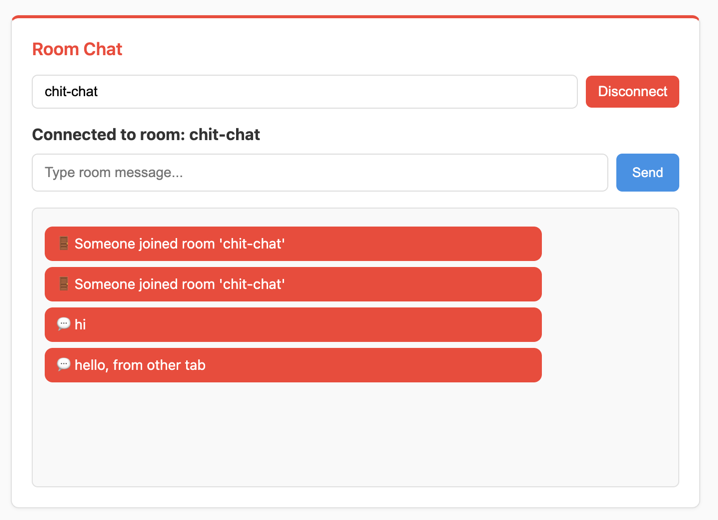 Room Chat
chit-chat
Disconnect
Connected to room: chit-chat
Type room message...
Send
🚪 Someone joined room 'chit-chat'
🚪 Someone joined room 'chit-chat'
💬 hi
💬 hello, from other tab